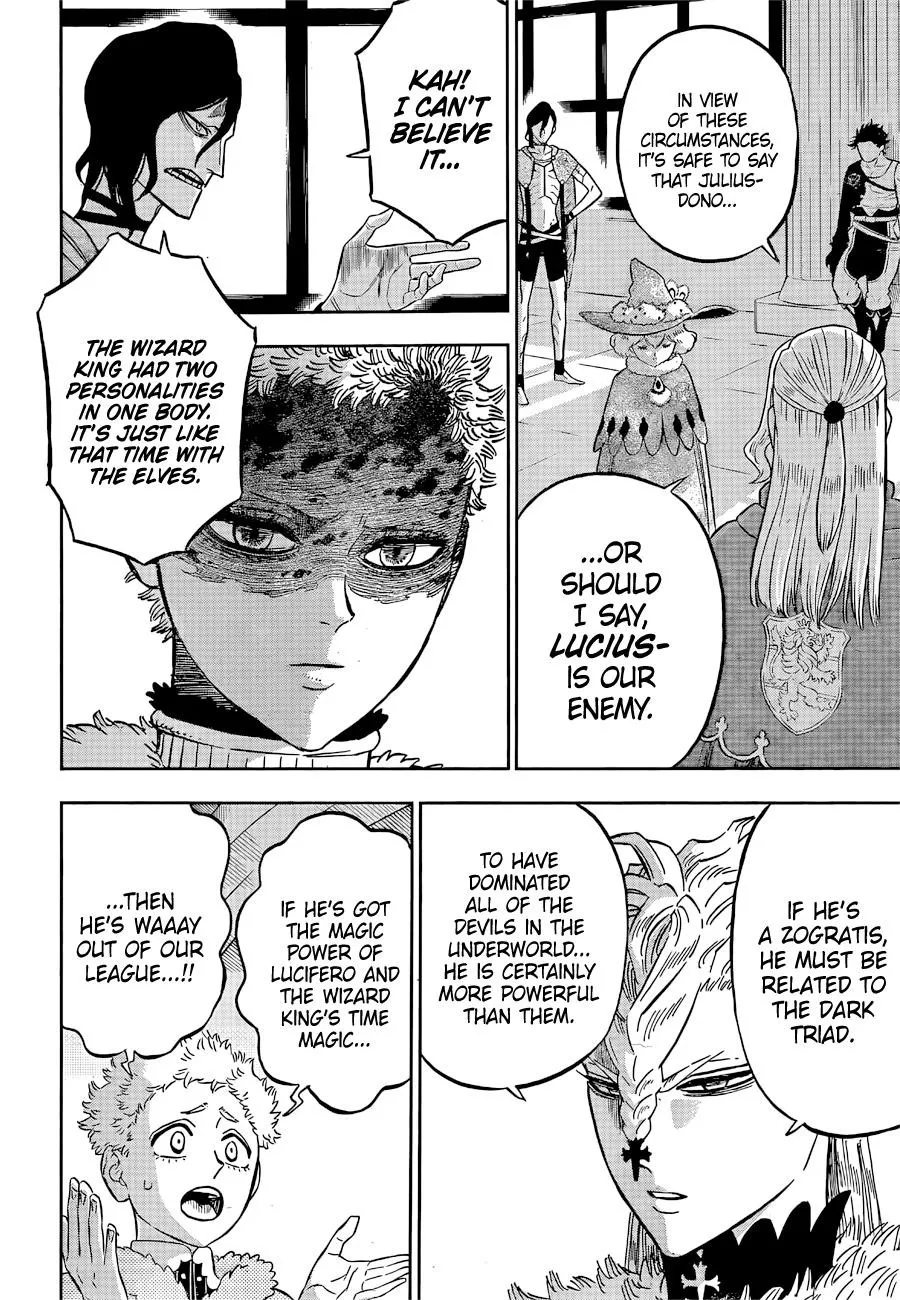 IN VIEW
OF THESE
CIRCUMSTANCES,
IT'S SAFE TO SAY
THAT JULIUS-
DONO...
...OR
SHOULD
I SAY,
LUCIUS-
IS OUR
ENEMY.
KAH!
I CAN'T
BELIEVE
IT...
THE WIZARD
KING HAD TWO
PERSONALITIES
IN ONE BODY.
IT'S JUST LIKE
THAT TIME WITH
THE ELVES.
IF HE'S
A ZOGRATIS,
HE MUST BE
RELATED TO
THE DARK
TRIAD.
TO HAVE
DOMINATED
ALL OF THE
DEVILS IN THE
UNDERWORLD...
HE IS CERTAINLY
MORE POWERFUL
THAN THEM.
IF HE'S GOT
THE MAGIC
POWER OF
LUCIFERO AND
THE WIZARD
KING'S TIME
MAGIC...
...THEN
HE'S WAAAY
OUT OF OUR
LEAGUE...!!